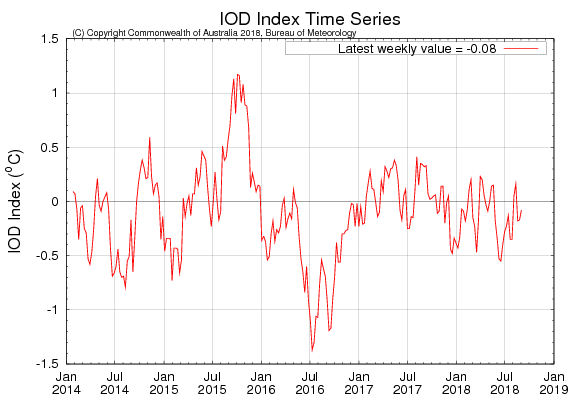 IOD Index Time Series
(C) Copyright Commonwealth of Australia 2018, Bureau of Meteorology
Latest weekly value = -0.08
1.5
1
0.5
0
-0.5
-1
-1.5
IOD Index (⁰C)
Jan Jul Jan Jul Jan Jul Jan Jul Jan Jul Jan
2014 2014 2015 2015 2016 2016 2017 2017 2018 2018 2019